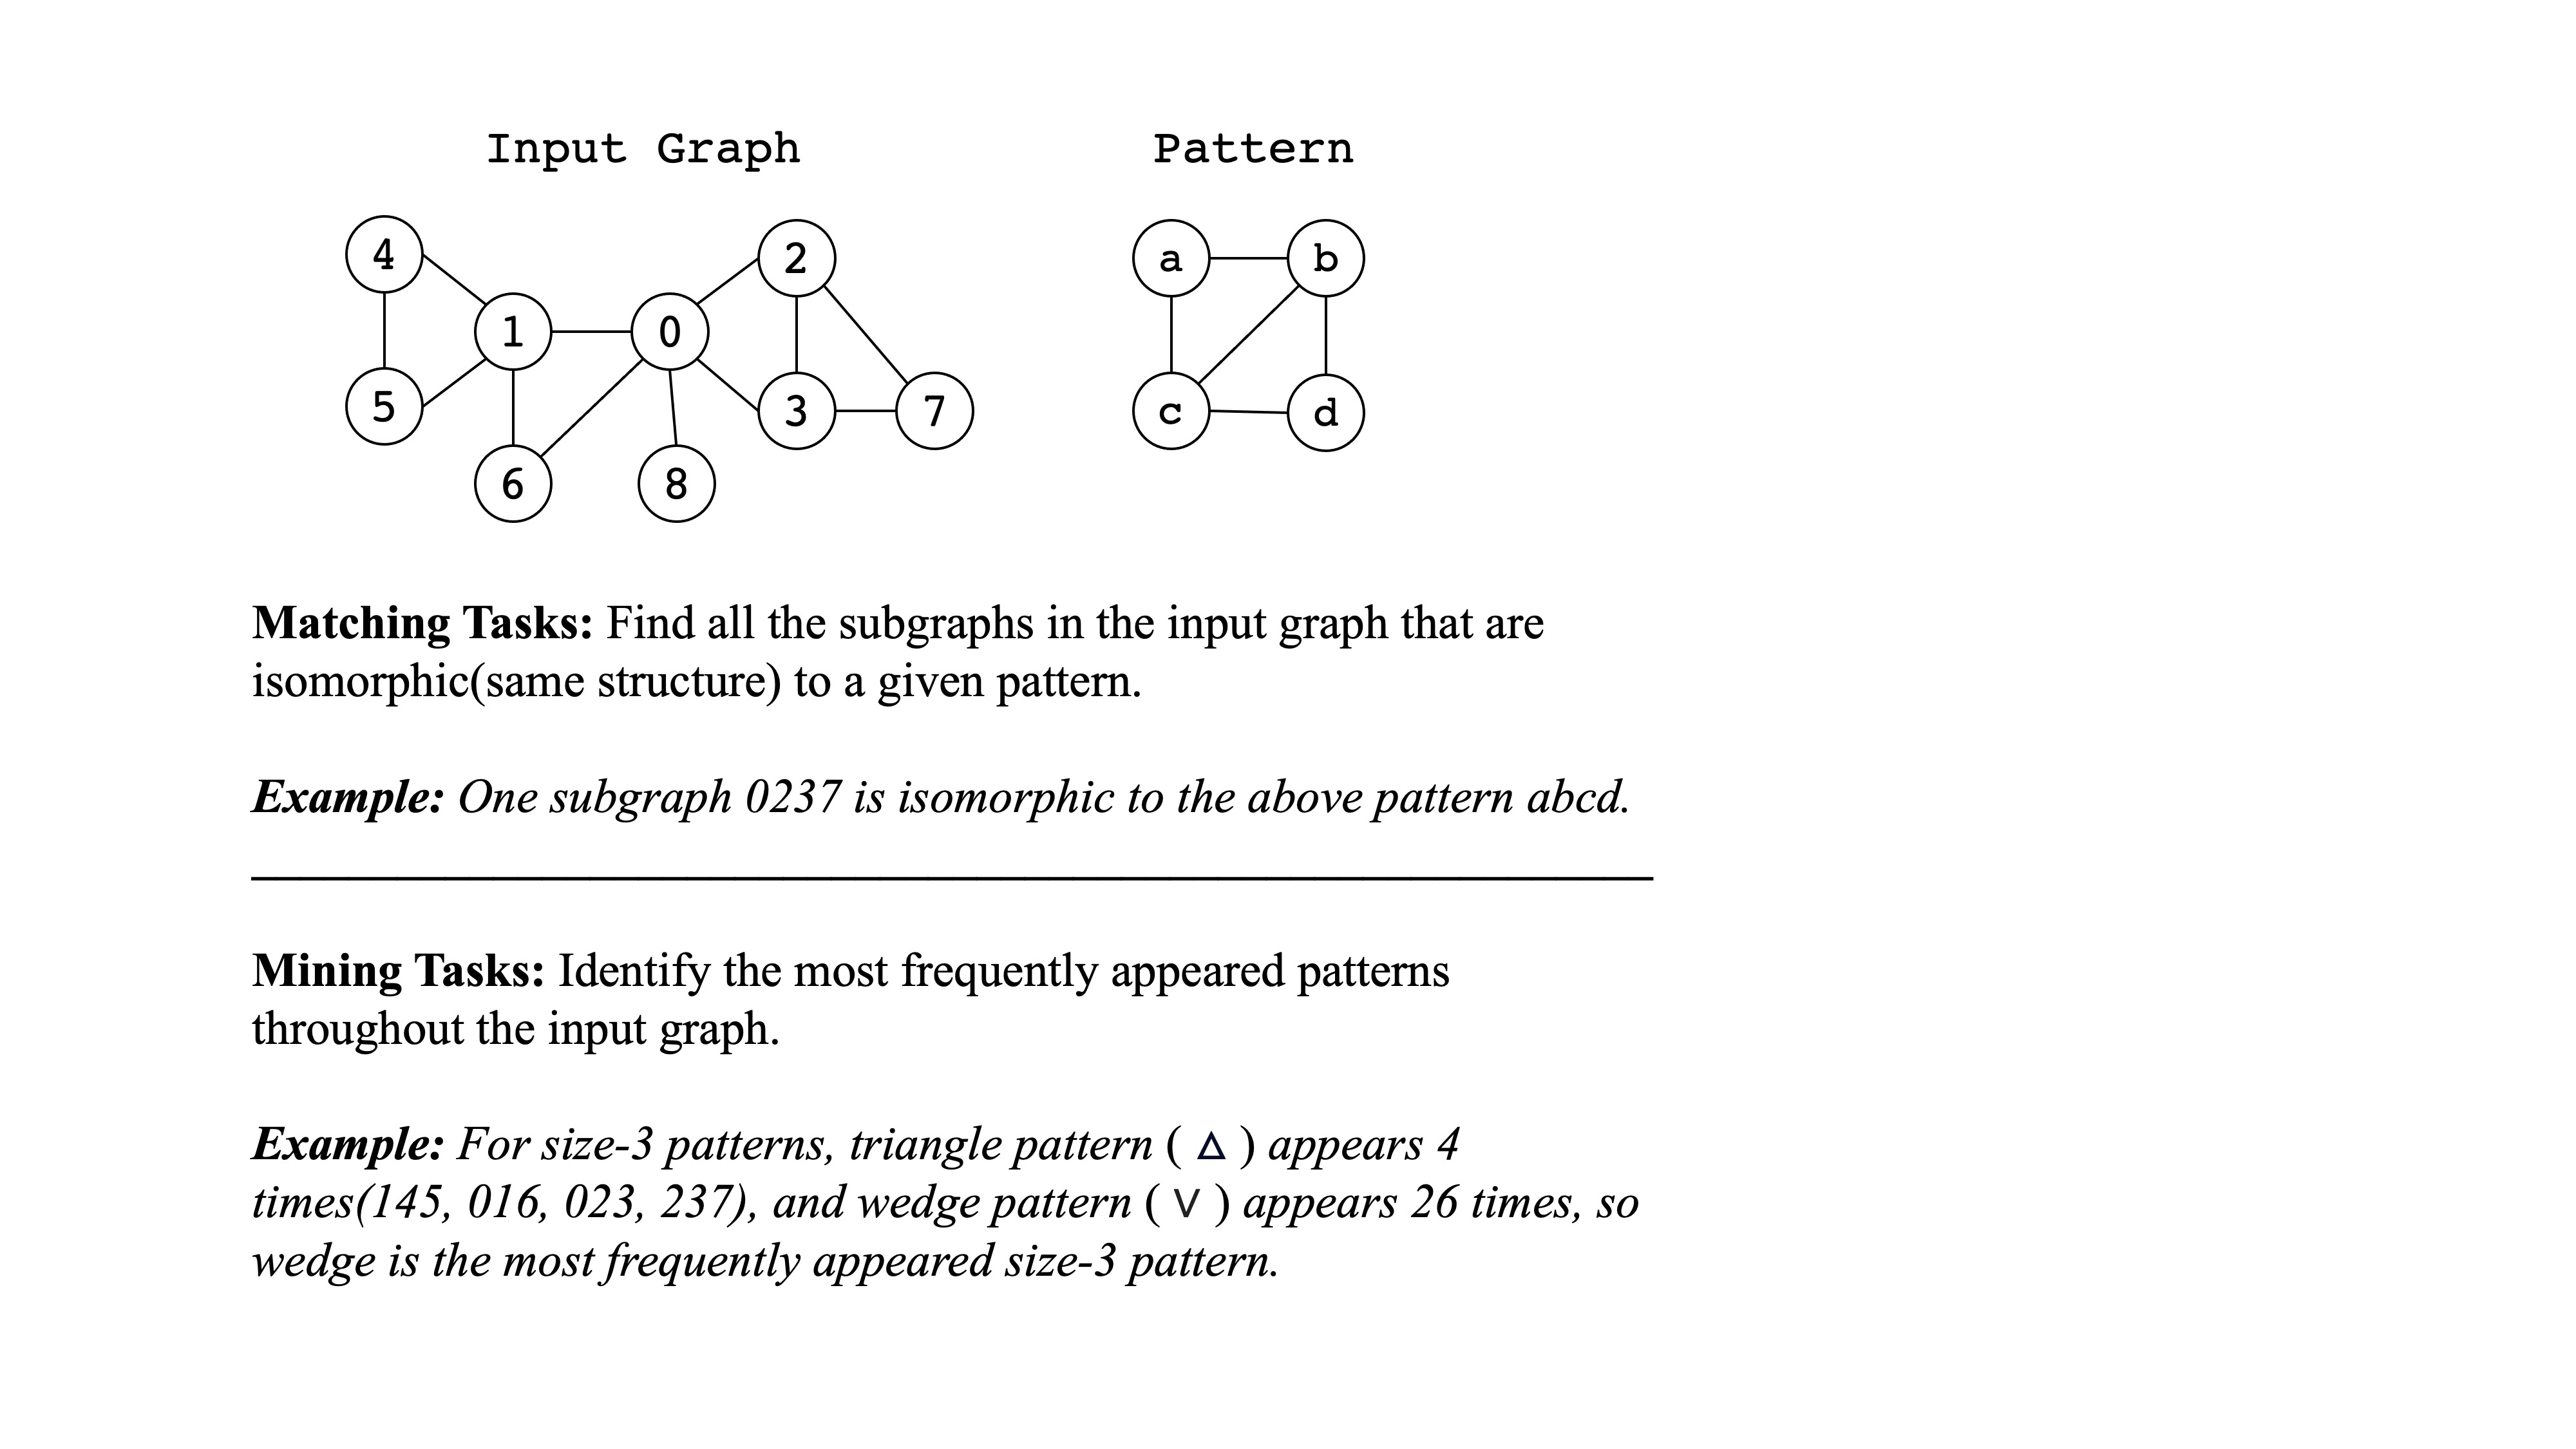 Input Graph
Pattern
4
2
a
b
1
0
5
3
7
c
d
6
8
Matching Tasks: Find all the subgraphs in the input graph that are
isomorphic(same structure) to a given pattern.
Example: One subgraph 0237 is isomorphic to the above pattern abcd.
Mining Tasks: Identify the most frequently appeared patterns
throughout the input graph.
Example: For size-3 patterns, triangle pattern ( △ ) appears 4
times(145, 016, 023, 237), and wedge pattern ( ∨ ) appears 26 times, so
wedge is the most frequently appeared size-3 pattern.